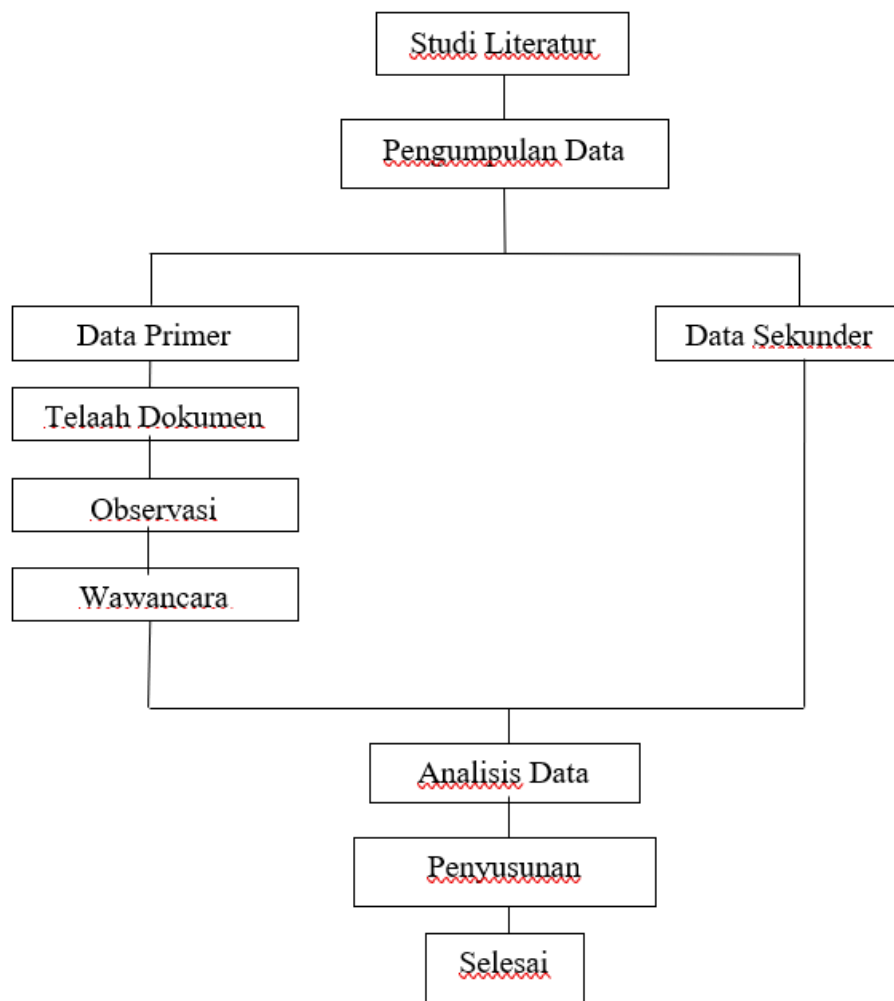 Studi Literatur
Pengumpulan Data
Data Primer
Data Sekunder
Telaah Dokumen
Observasi
Wawancara
Analisis Data
Penyusunan
Selesai